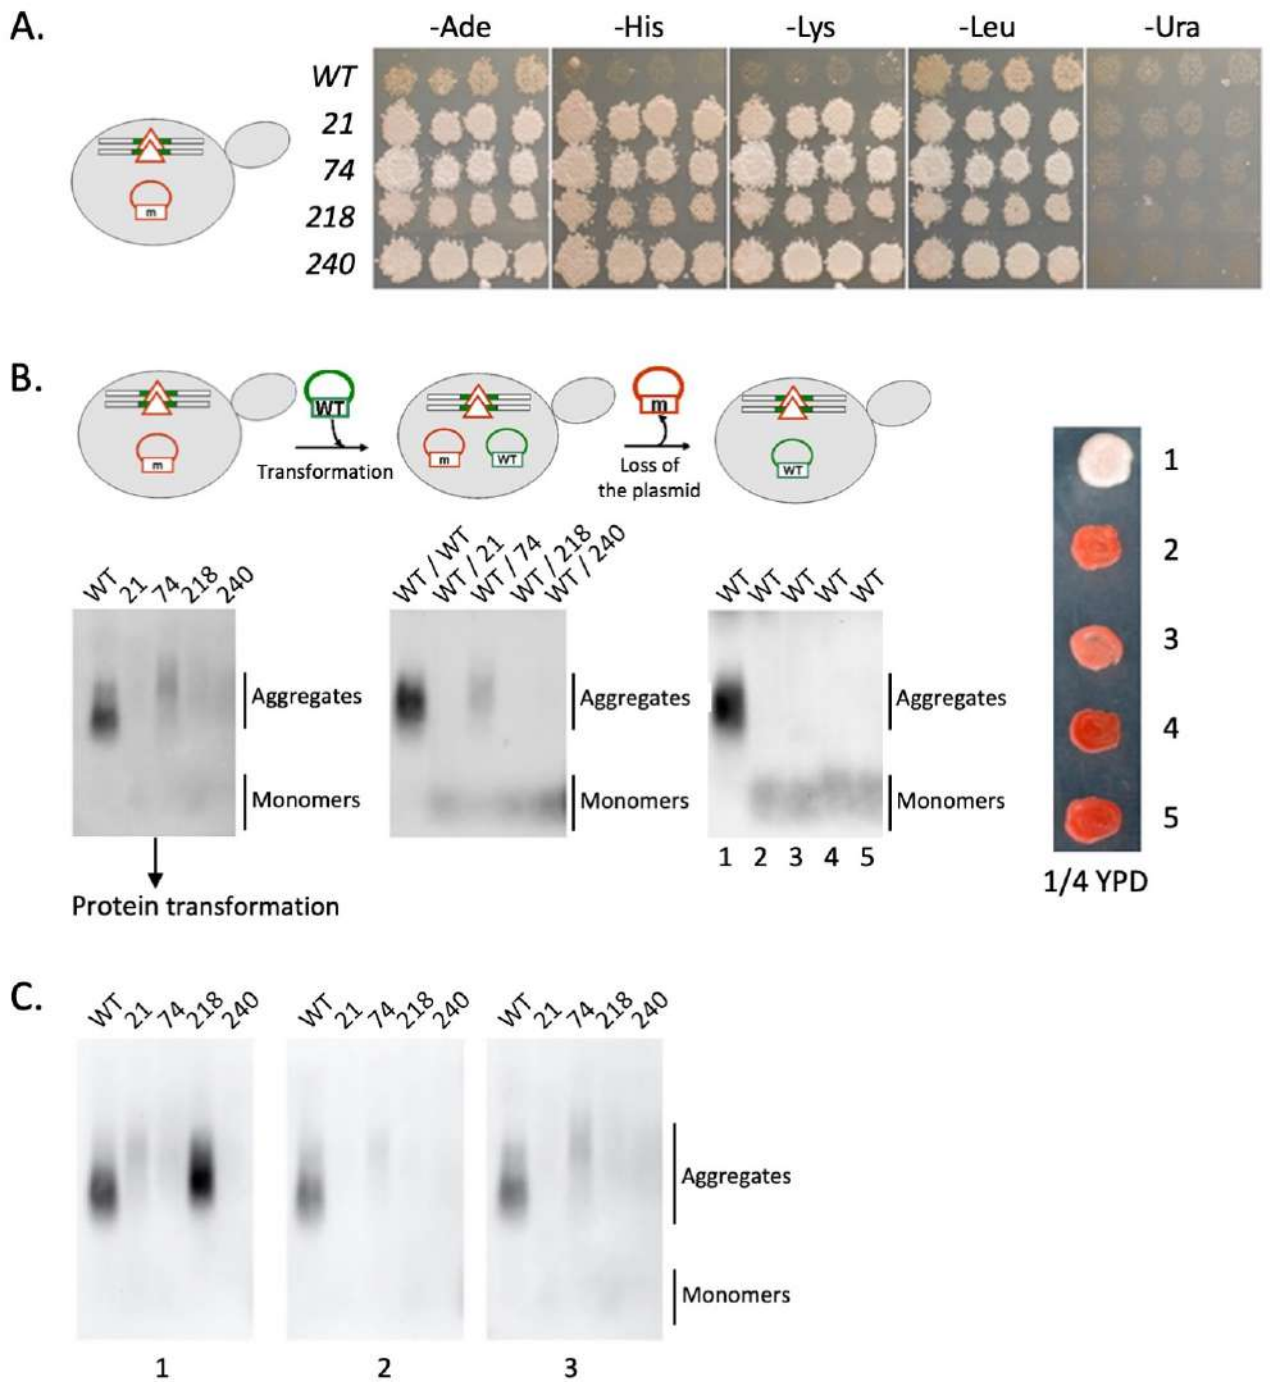 A.
-Ade -His -Lys -Leu -Ura
WT
21
74
218
240
m
B.
WT
m
Transformation
m WT
m
Loss of
the plasmid
WT
WT 21 74 218 240
Aggregates
Monomers
Protein transformation
WT / WT WT / 21 WT / 74 WT / 218 WT / 240
Aggregates
Monomers
WT WT WT WT WT
Aggregates
Monomers
1 2 3 4 5
1
2
3
4
5
1/4 YPD
C.
WT 21 74 218 240
WT 21 74 218 240
WT 21 74 218 240
Aggregates
Monomers
1 2 3